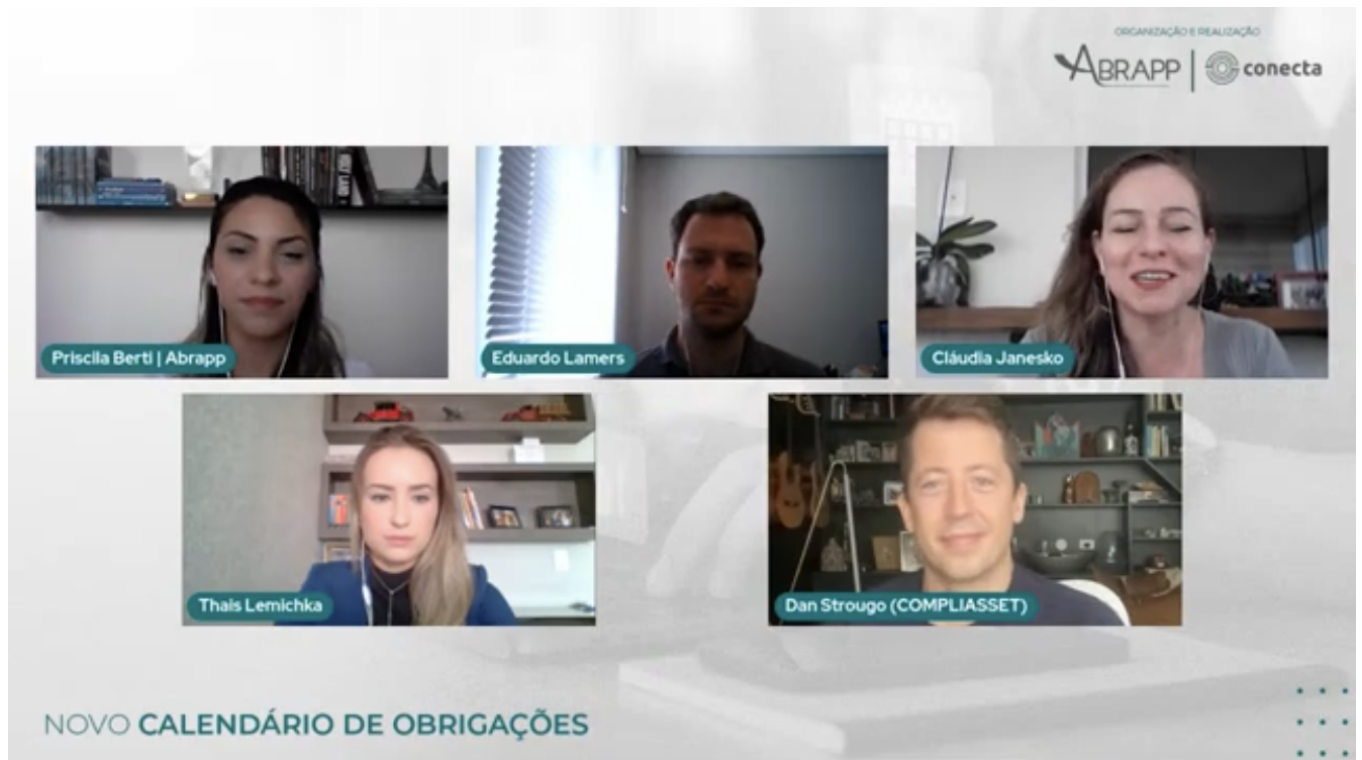 ORGANIZAÇÃO E REALIZAÇÃO
ABRAPP | conecta
Priscila Berti | Abrapp
Eduardo Lamers
Cláudia Janesko
Thais Lemichka
Dan Strougo (COMPLIASSET)
NOVO CALENDÁRIO DE OBRIGAÇÕES